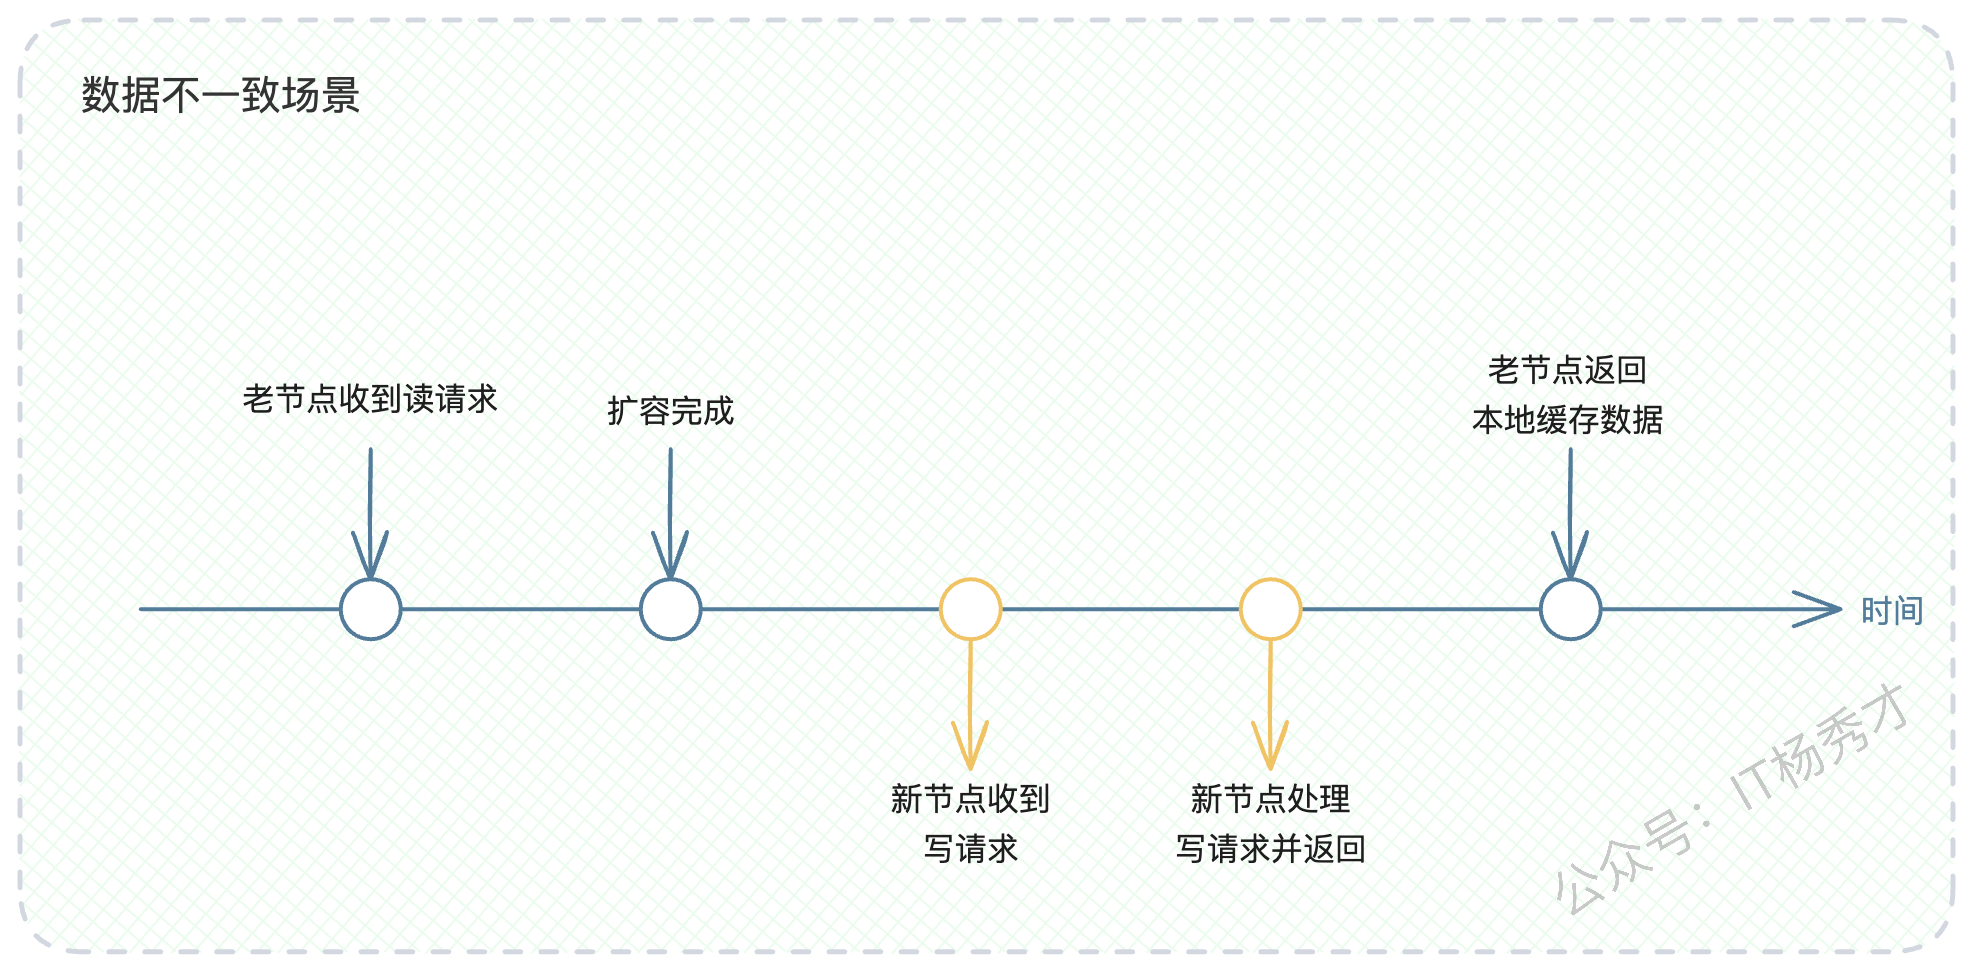 数据不一致场景
老节点收到读请求
扩容完成
老节点返回
本地缓存数据
时间
新节点收到
写请求
新节点处理
写请求并返回
公众号：IT杨秀才